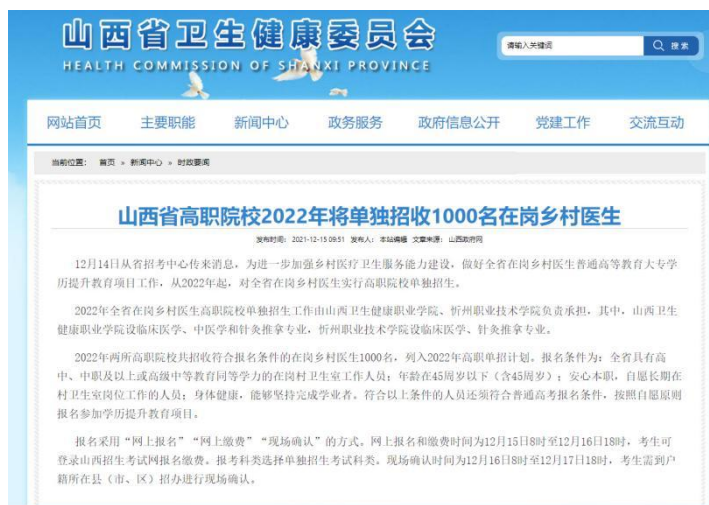 山西省卫生健康委员会
HEALTH COMMISSION OF SHANXI PROVINCE
请输入关键词
搜索
网站首页 主要职能 新闻中心 政务服务 政府信息公开 党建工作 交流互动
当前位置: 首页 » 新闻中心 » 时政要闻
山西省高职院校2022年将单独招收1000名在岗乡村医生
发布时间: 2021-12-15 09:51 发布人: 本站编辑 文章来源: 山西政府网
12月14日从省招考中心传来消息，为进一步加强乡村医疗卫生服务能力建设，做好全省在岗乡村医生普通高等教育大专学
历提升教育项目工作，从2022年起，对全省在岗乡村医生实行高职院校单独招生。
2022年全省在岗乡村医生高职院校单独招生工作由山西卫生健康职业学院、忻州职业技术学院负责承担，其中，山西卫生
健康职业学院设临床医学、中医学和针灸推拿专业，忻州职业技术学院设临床医学、针灸推拿专业。
2022年两所高职院校共招收符合报名条件的在岗乡村医生1000名，列入2022年高职单招计划。报名条件为：全省具有高
中、中职及以上或高级中等教育同等学力的在岗村卫生室工作人员；年龄在45周岁以下（含45周岁）；安心本职，自愿长期在
村卫生室岗位工作的人员；身体健康，能够坚持完成学业者。符合以上条件的人员还须符合普通高考报名条件，按照自愿原则
报名参加学历提升教育项目。
报名采用“网上报名”“网上缴费”“现场确认”的方式。网上报名和缴费时间为12月15日8时至12月16日18时，考生可
登录山西招生考试网报名缴费。报考科类选择单独招生考试科类。现场确认时间为12月16日8时至12月17日18时，考生需到户
籍所在县（市、区）招办进行现场确认。